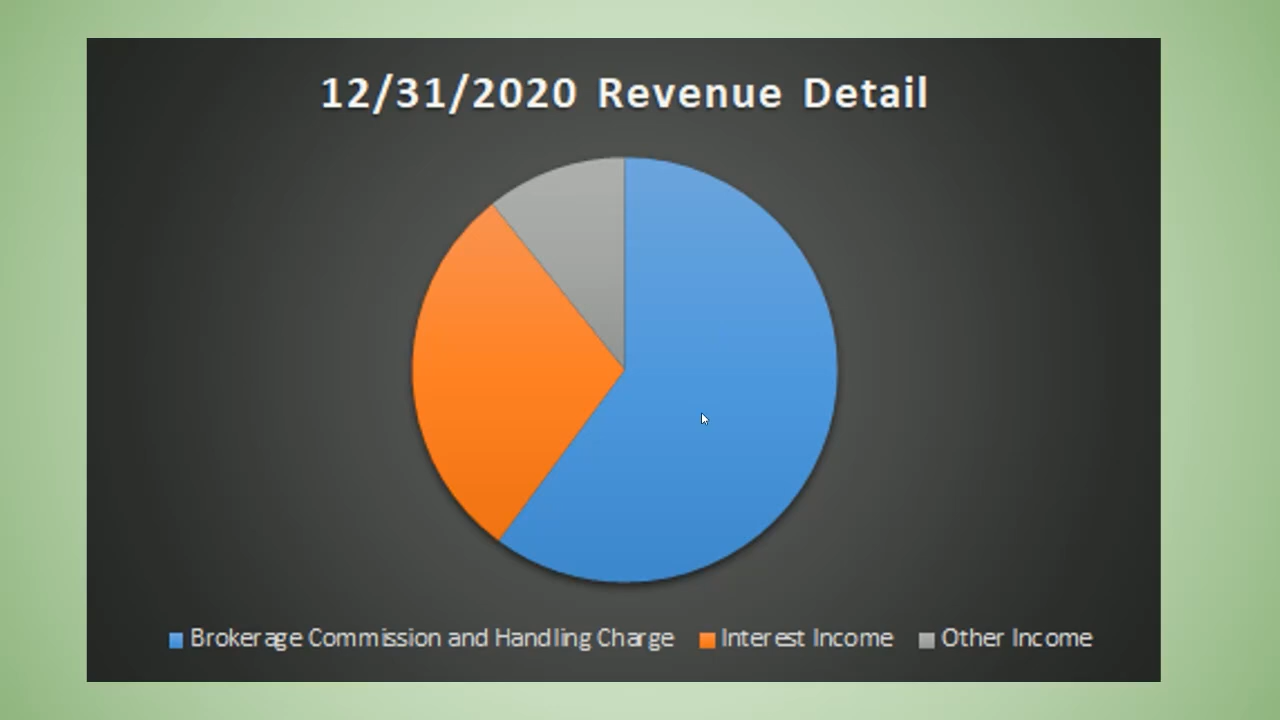 12/31/2020 Revenue Detail
Brokerage Commission and Handling Charge Interest Income Other Income